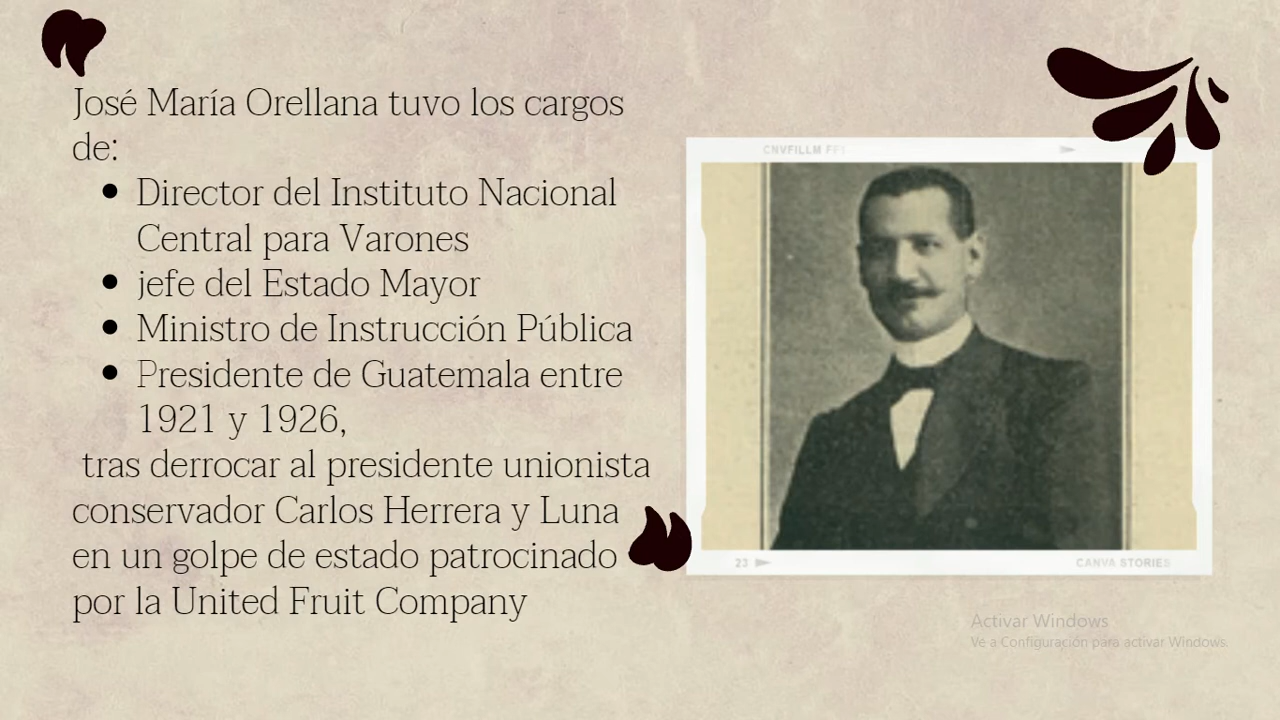 José María Orellana tuvo los cargos
de:
Director del Instituto Nacional
Central para Varones
jefe del Estado Mayor
Ministro de Instrucción Pública
Presidente de Guatemala entre
1921 y 1926,
tras derrocar al presidente unionista
conservador Carlos Herrera y Luna
en un golpe de estado patrocinado
por la United Fruit Company
23
CANVA STORIES
Activar Windows
Ve a Configuración para activar Windows.